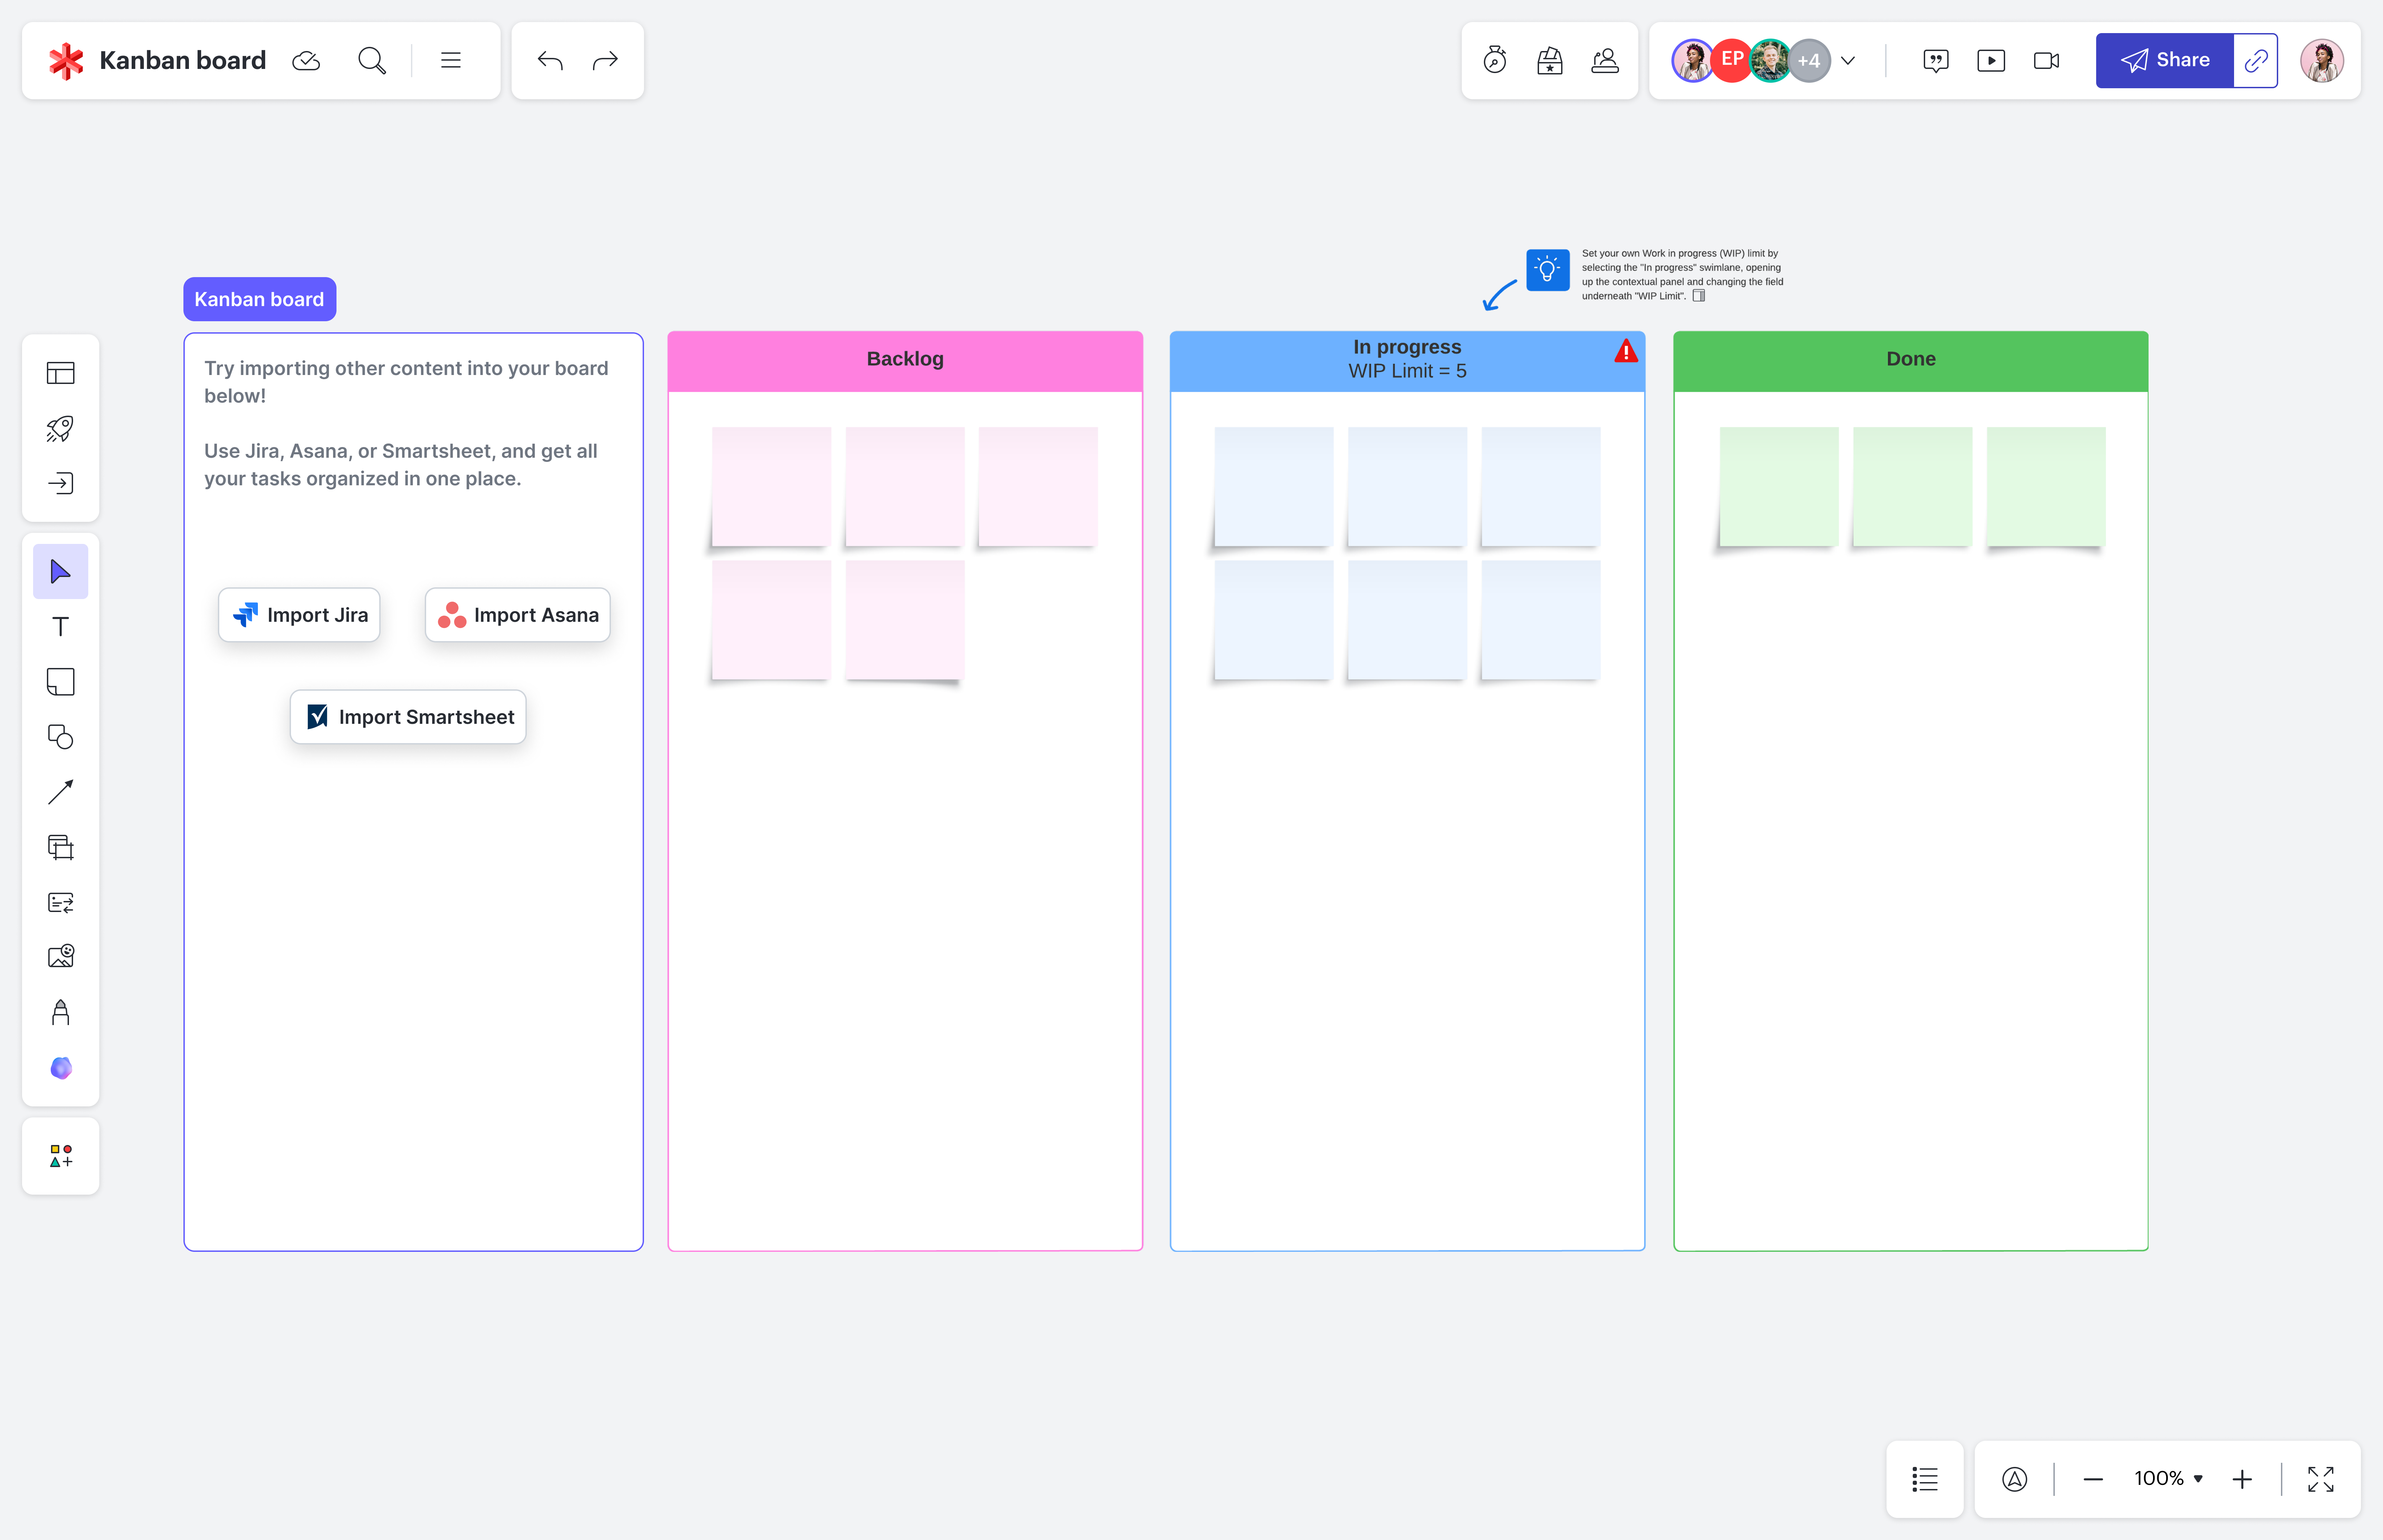 Kanban board
EP
+4
Share
Set your own Work in progress (WIP) limit by
selecting the "In progress" swimlane, opening
up the contextual panel and changing the field
underneath "WIP Limit".
Kanban board
Try importing other content into your board
below!
Use Jira, Asana, or Smartsheet, and get all
your tasks organized in one place.
Import Jira
Import Asana
Import Smartsheet
Backlog
In progress
WIP Limit = 5
Done
T
100%